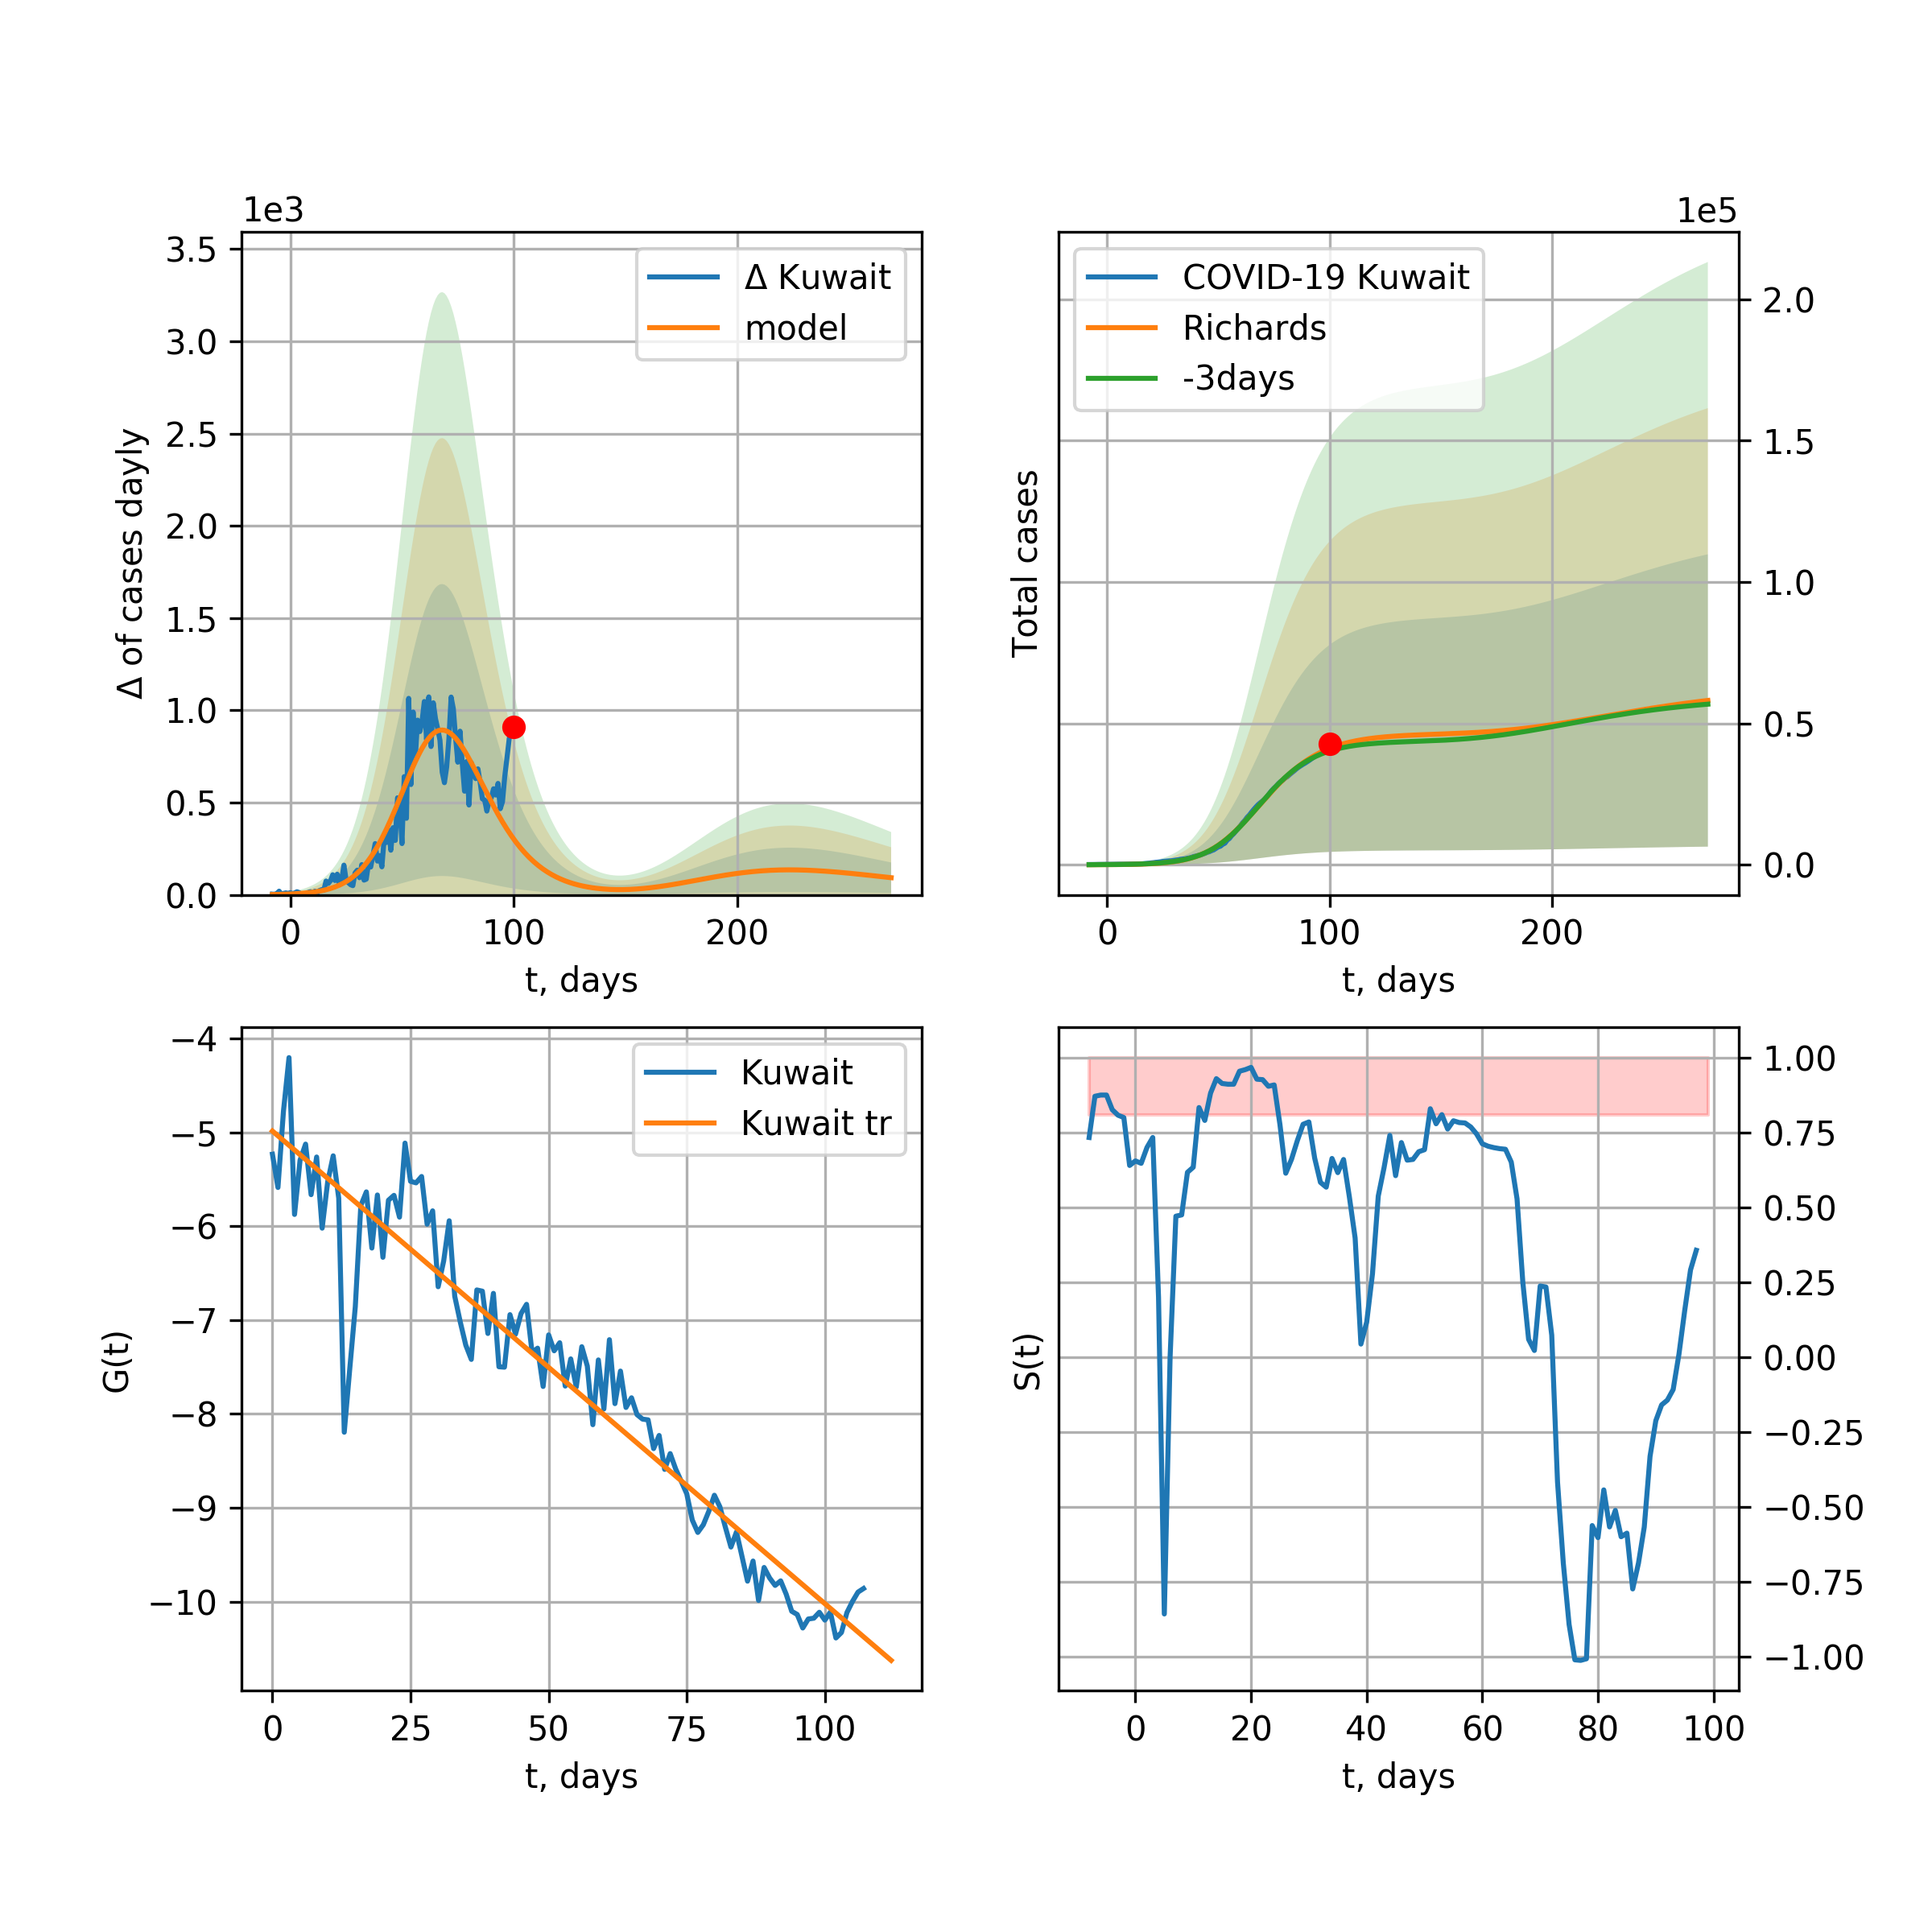 1e3
3.5
3.0
2.5
2.0
1.5
1.0
0.5
0.0
Δ of cases dayly
Δ Kuwait
model
0 100 200
t, days
1e5
COVID-19 Kuwait
Richards
-3days
Total cases
2.0
1.5
1.0
0.5
0.0
0 100 200
t, days
−4
−5
−6
−7
−8
−9
−10
G(t)
Kuwait
Kuwait tr
0 25 50 75 100
t, days
S(t)
1.00
0.75
0.50
0.25
0.00
−0.25
−0.50
−0.75
−1.00
0 20 40 60 80 100
t, days